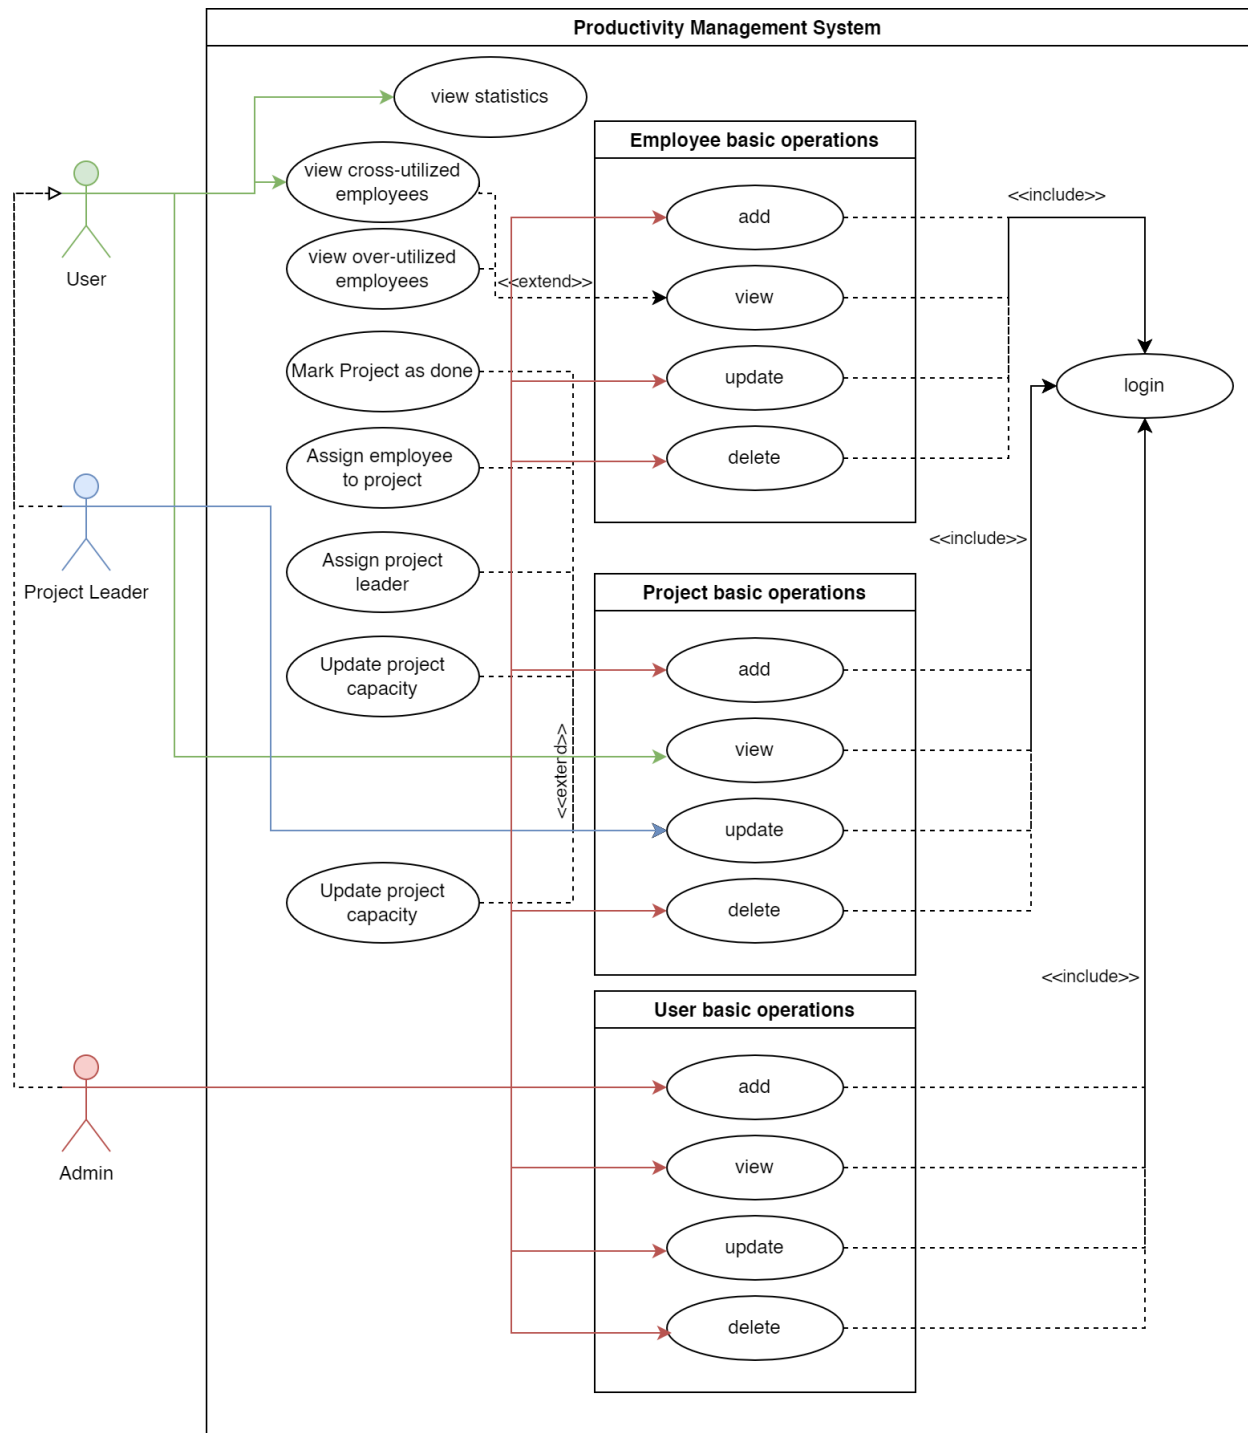 Productivity Management System
view statistics
Employee basic operations
view cross-utilized
employees
<<include>>
add
User
view over-utilized
employees
<<extend>>
view
Mark Project as done
update
login
Assign employee
to project
delete
<<include>>
Project Leader
Assign project
leader
Project basic operations
Update project
capacity
add
<<extend>>
view
update
Update project
capacity
delete
<<include>>
User basic operations
add
Admin
view
update
delete